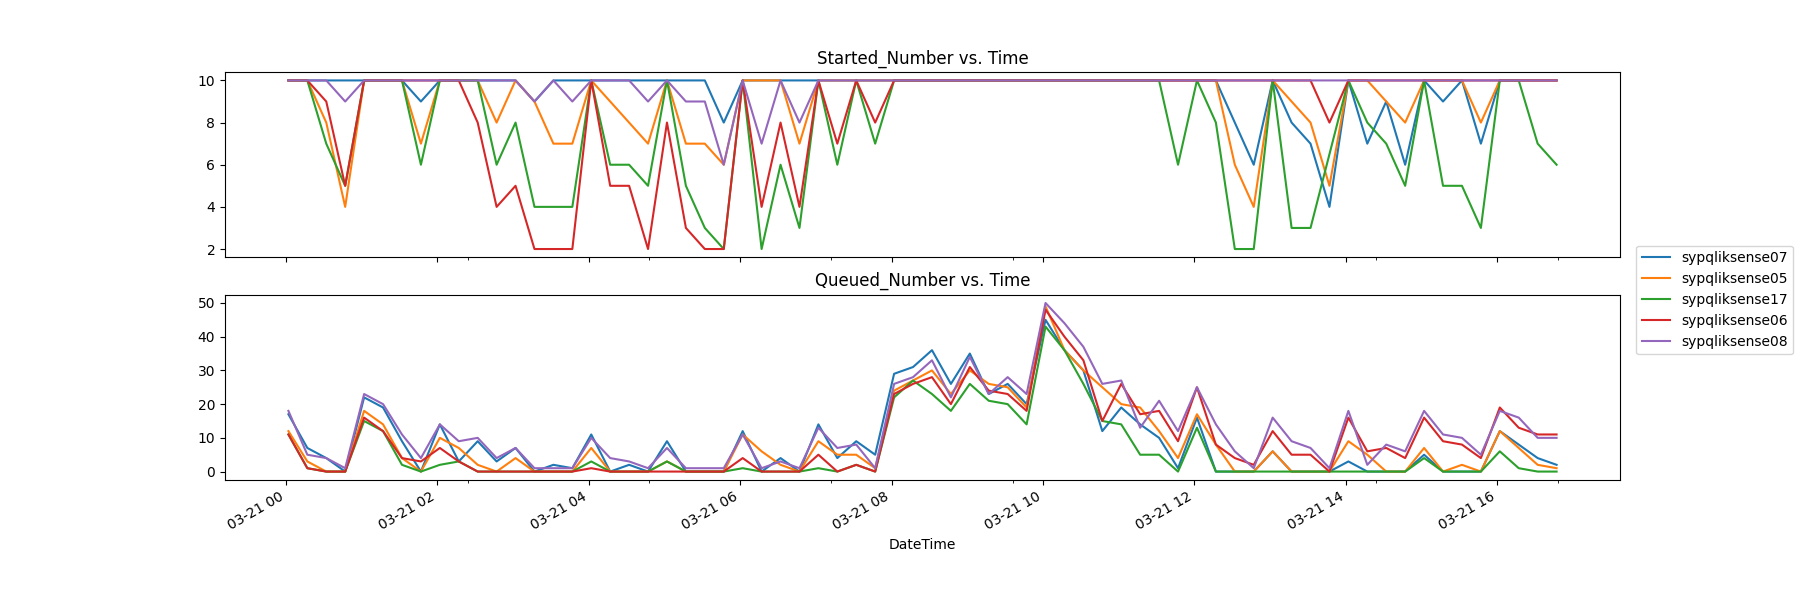 Started_Number vs. Time
10
8
6
4
2
Queued_Number vs. Time
50
40
30
20
10
0
03-21 00
03-21 02
03-21 04
03-21 06
03-21 08
03-21 10
03-21 12
03-21 14
03-21 16
DateTime
sypqliksense07
sypqliksense05
sypqliksense17
sypqliksense06
sypqliksense08